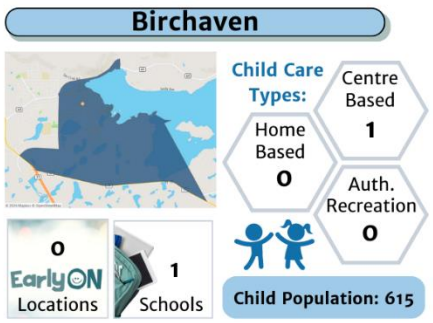 Birchaven
Child Care
Types:
Centre
Based
1
Home
Based
0
Auth.
Recreation
0
0
EarlyON
Locations
1
Schools
Child Population: 615